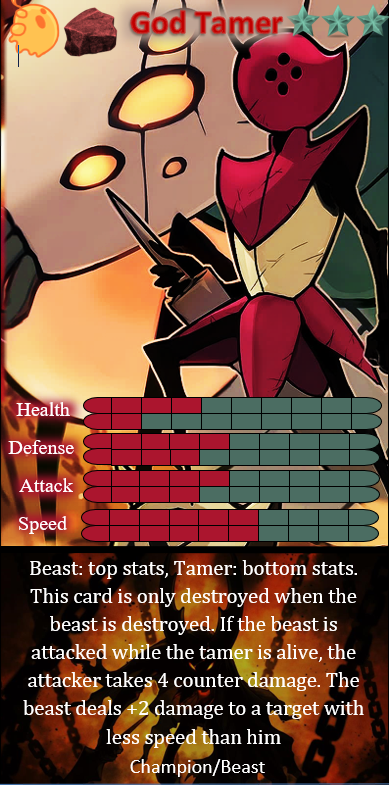 God Tamer
Health
Defense
Attack
Speed
Beast: top stats, Tamer: bottom stats.
This card is only destroyed when the
beast is destroyed. If the beast is
attacked while the tamer is alive, the
attacker takes 4 counter damage. The
beast deals +2 damage to a target with
less speed than him
Champion/Beast